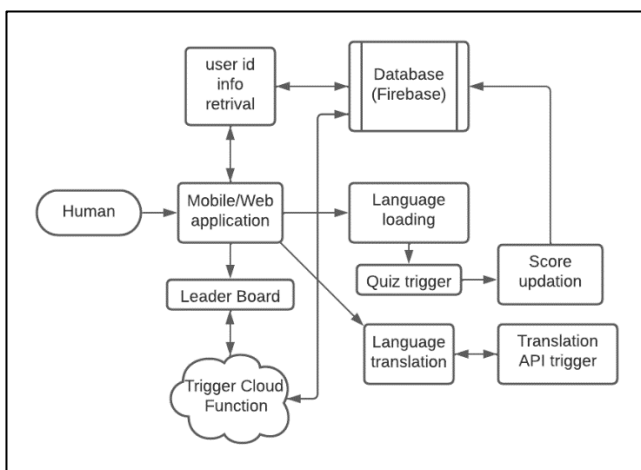 user id
info
retrival
Database
(Firebase)
Human
Mobile/Web
application
Language
loading
Quiz trigger
Score
updation
Leader Board
Language
translation
Translation
API trigger
Trigger Cloud
Function